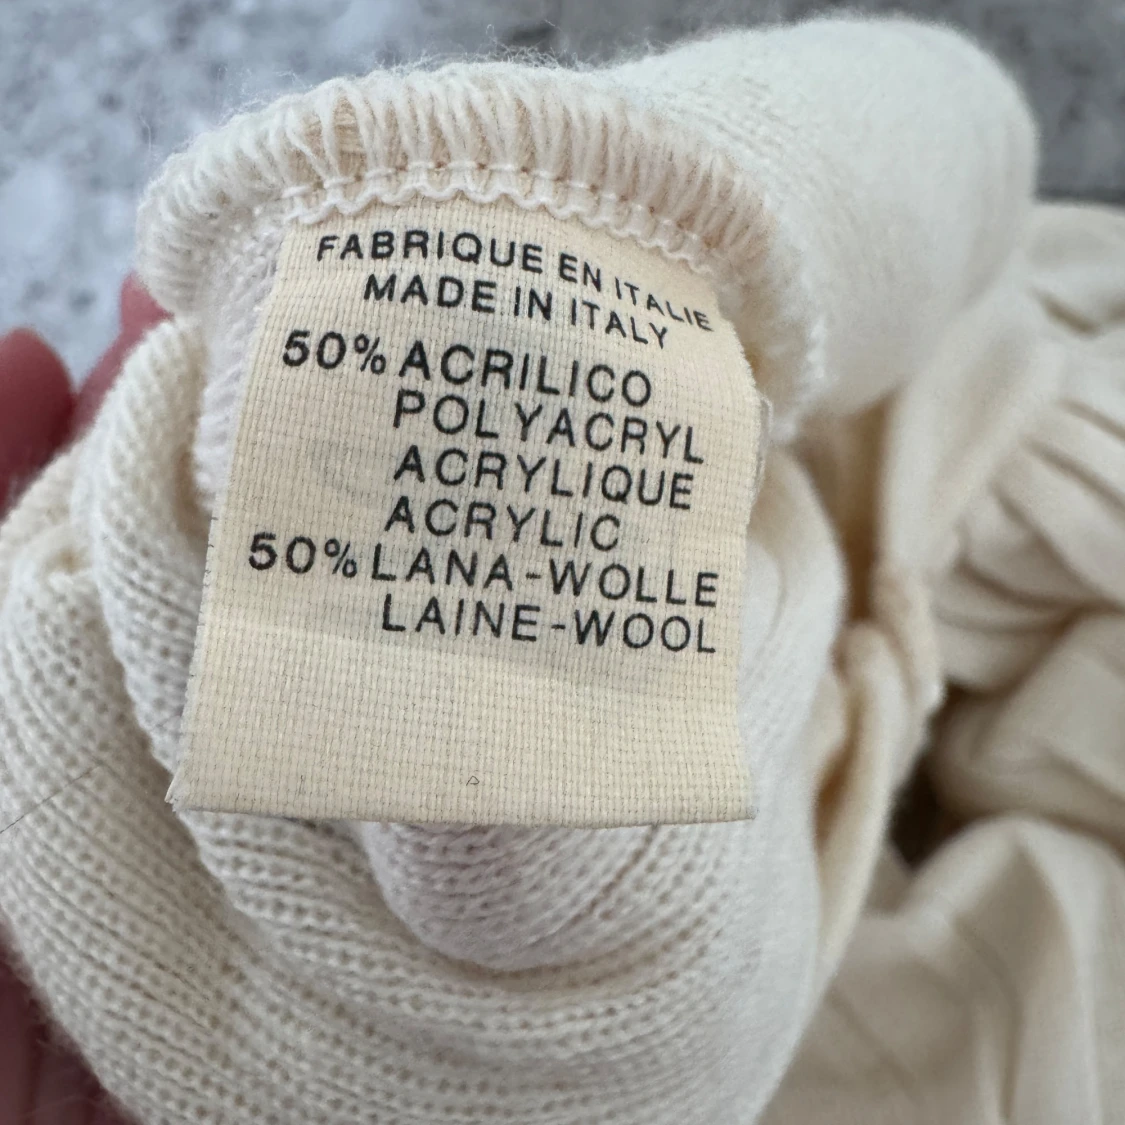 FABRIQUE EN ITALIE
MADE IN ITALY
50% ACRILICO
POLYACRYL
ACRYLIQUE
ACRYLIC
50% LANA-WOLLE
LAINE-WOOL